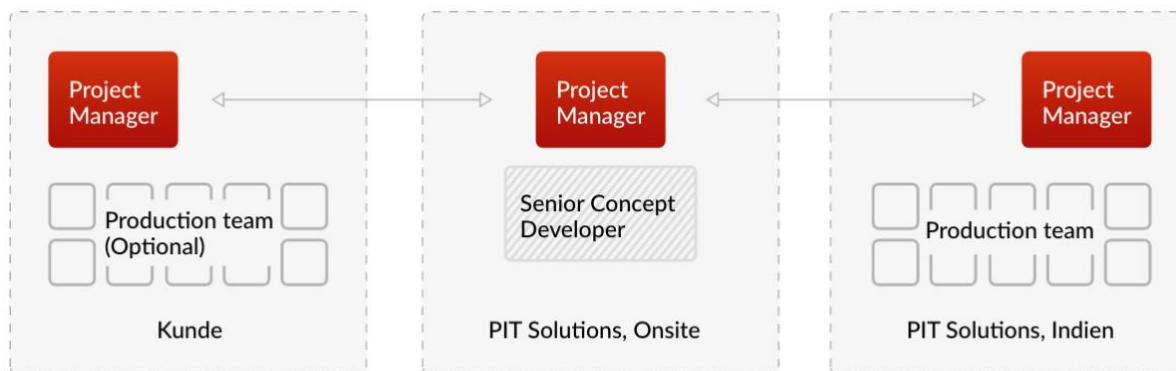 Project
Manager
Production team
(Optional)
Kunde
Project
Manager
Senior Concept
Developer
PIT Solutions, Onsite
Project
Manager
Production team
PIT Solutions, Indien